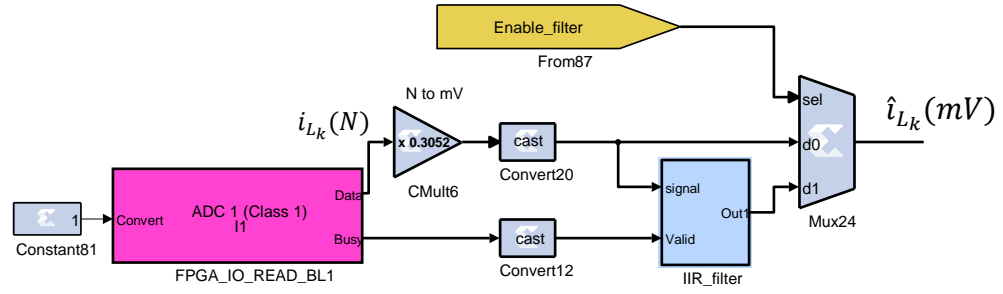 Enable_filter
From87
N to mV
i_{L_k}(N)
x 0.3052
CMult6
cast
Convert20
sel
d0
d1
Mux24
î_{L_k}(mV)
1
Constant81
Convert
ADC 1 (Class 1)
I1
Data
Busy
FPGA_IO_READ_BL1
cast
Convert12
signal
Valid
Out1
IIR_filter